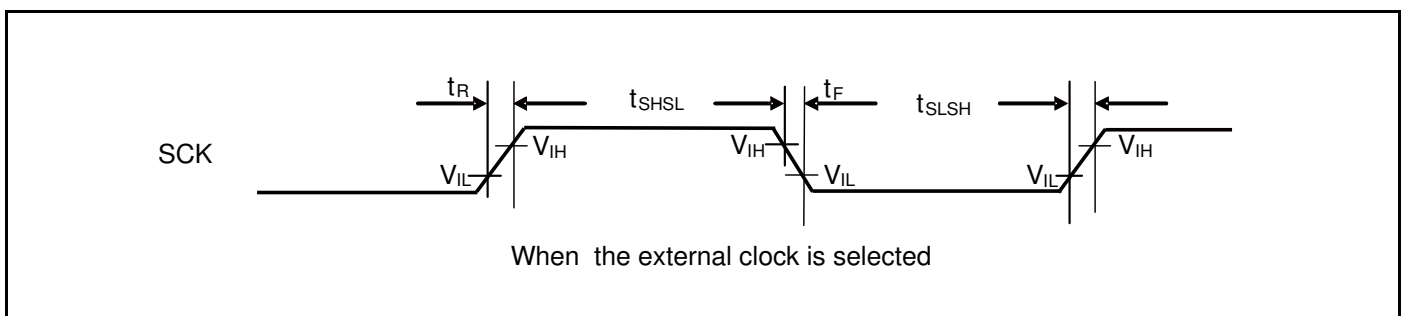 tR tSHSL tF tSLSH
SCK VIH VIH VIH
VIL VIL VIL
When the external clock is selected